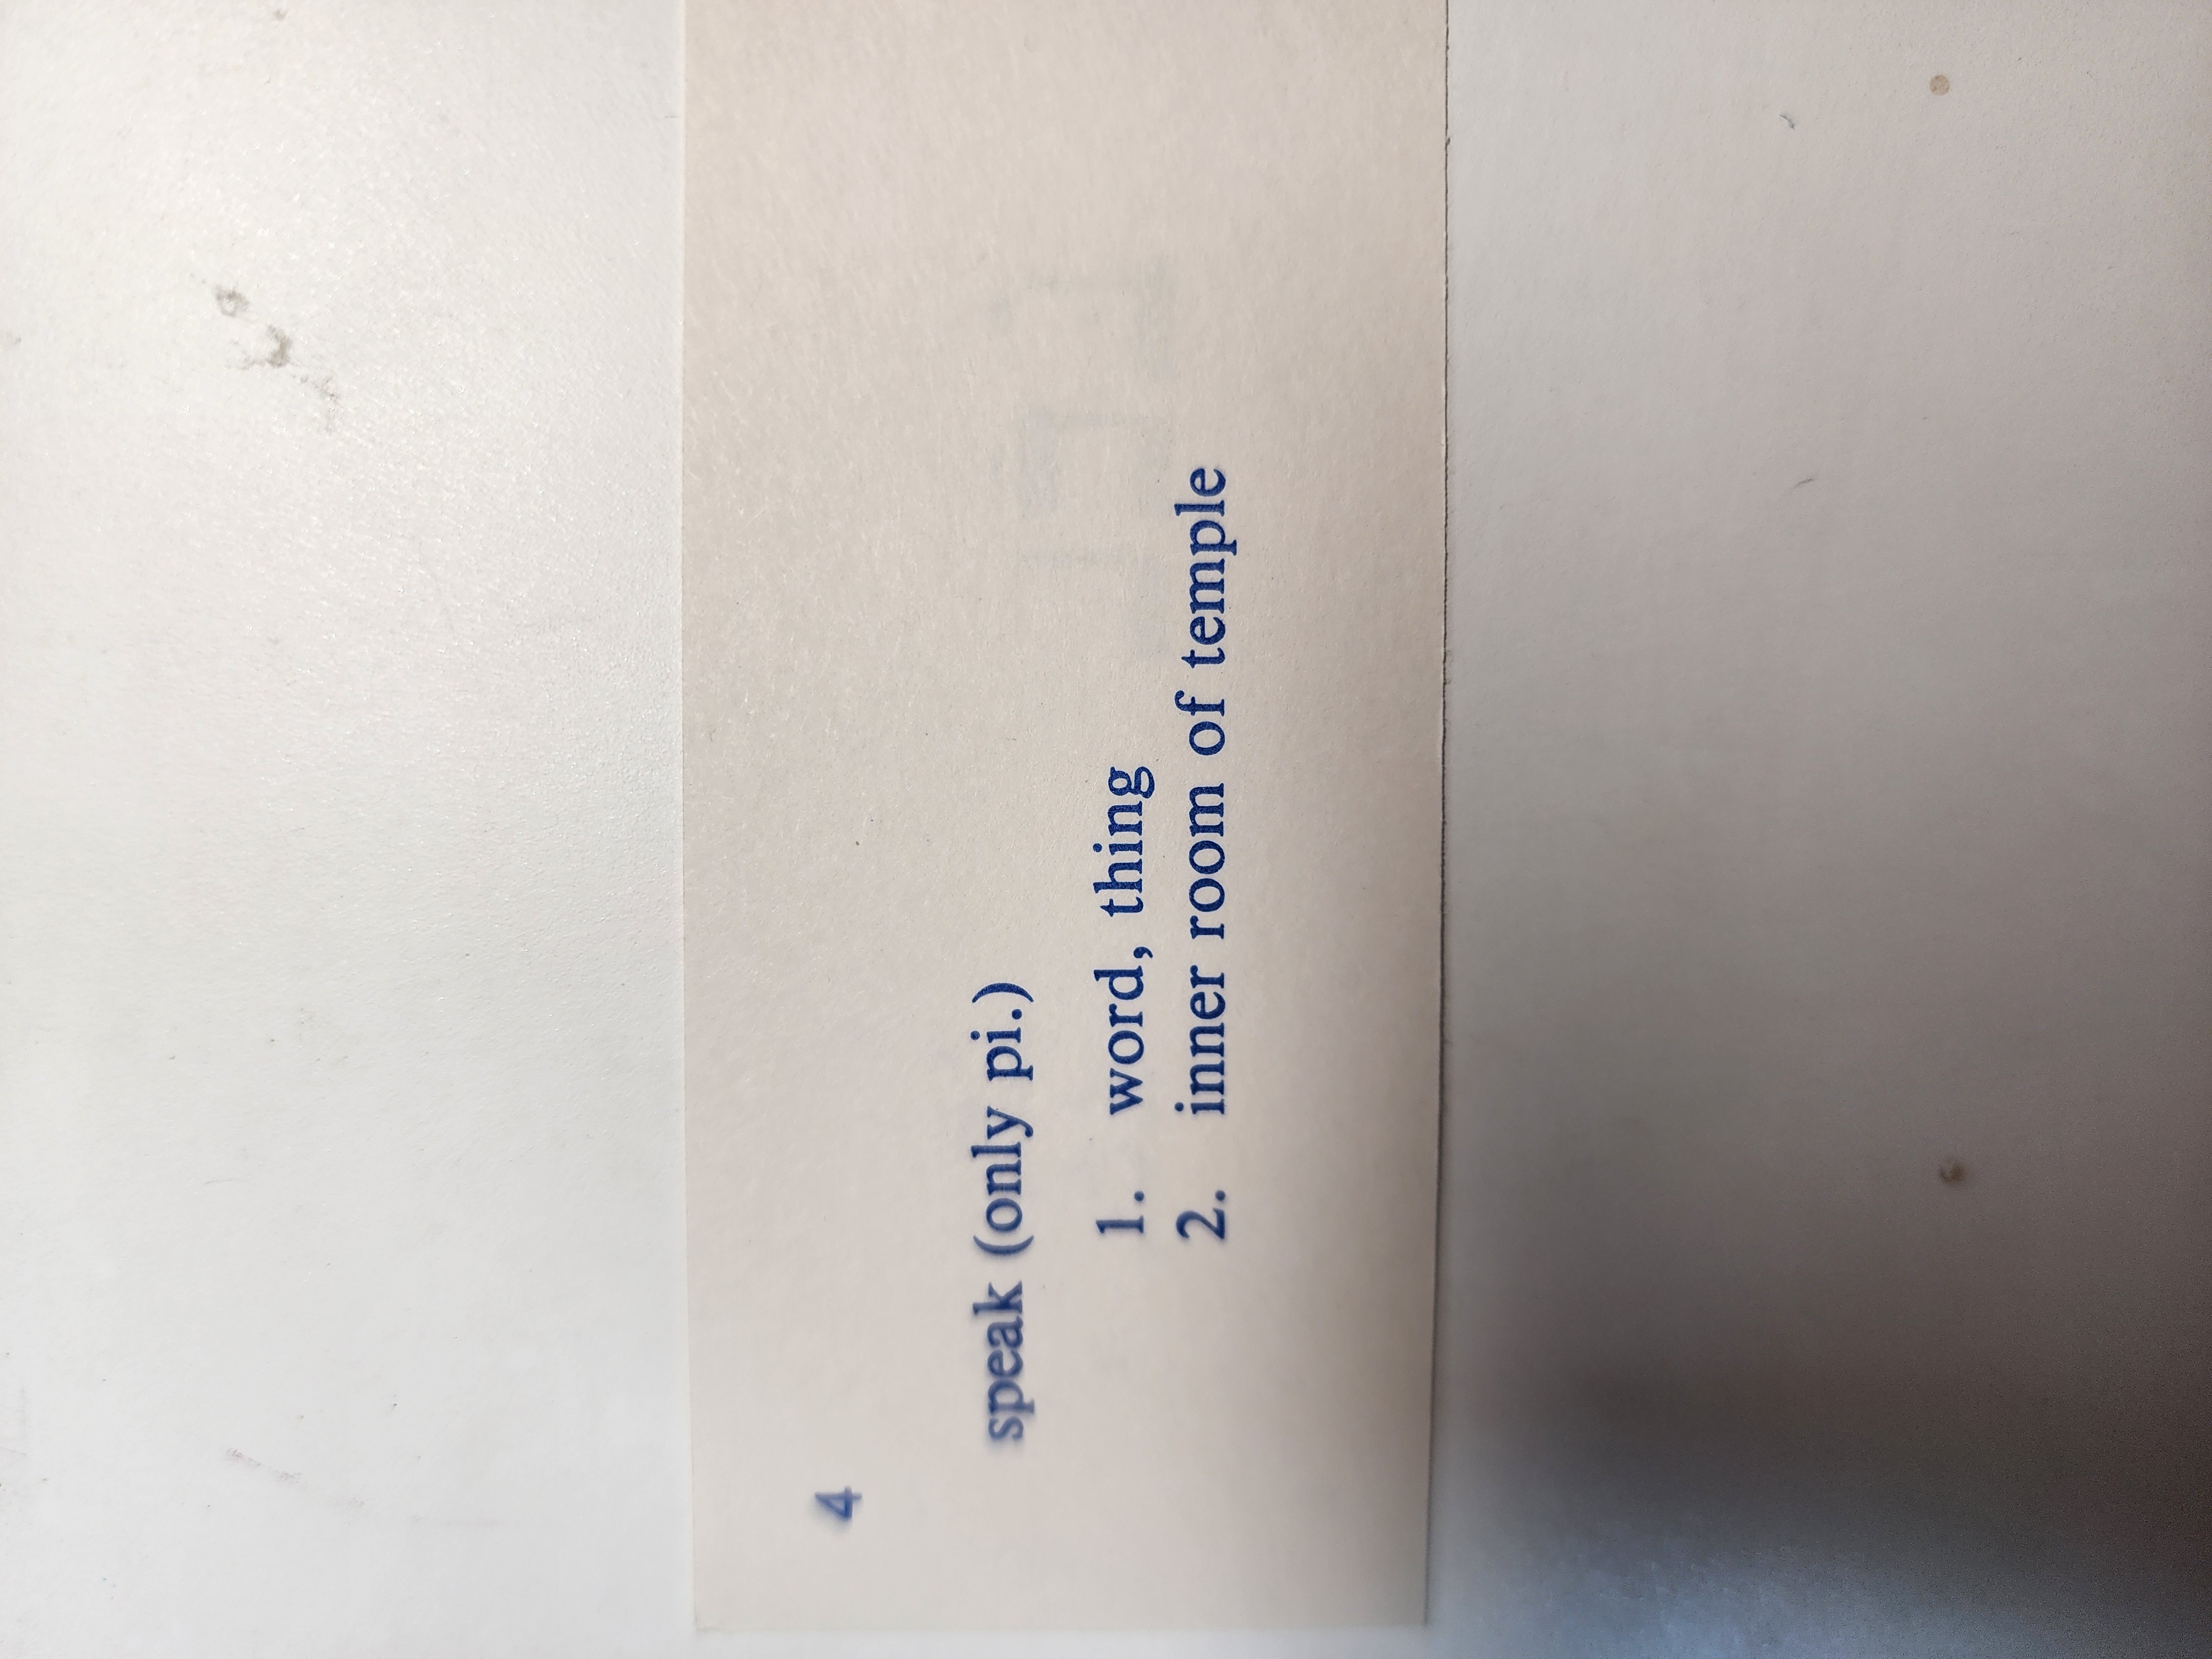 4
speak (only pi.)
1. word, thing
2. inner room of temple